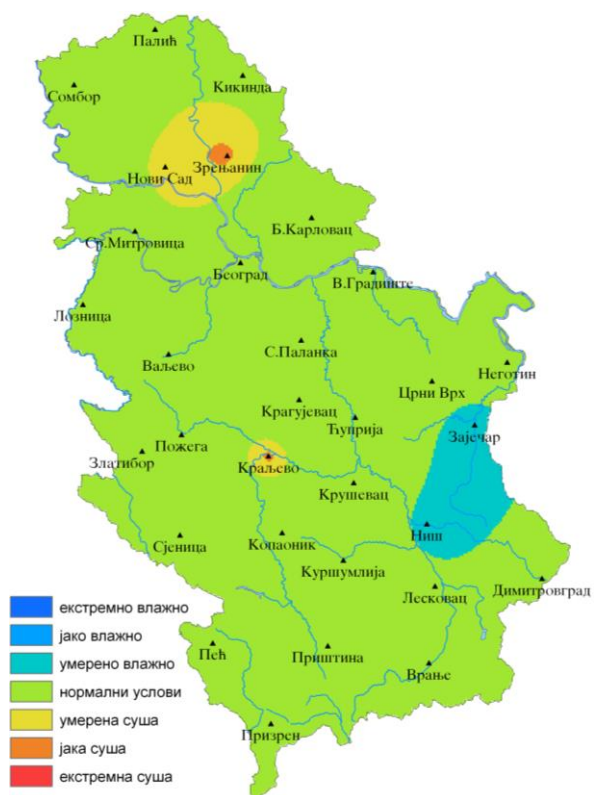 Палић
Кикинда
Сомбор
Зрењанин
Нови Сад
Б.Карловац
Ср.Митровица
Београд
В.Градиште
Лозница
С.Паланка
Ваљево
Неготин
Црни Врх
Крагујевац
Ћуприја
Зајечар
Пожега
Златибор
Краљево
Крушевац
Ниш
Сјеница
Копаоник
Куршумлија
Димитровград
Лесковац
екстремно влажно
јако влажно
умерено влажно
Пећ
Приштина
Врање
нормални услови
умерена суша
Призрен
јака суша
екстремна суша